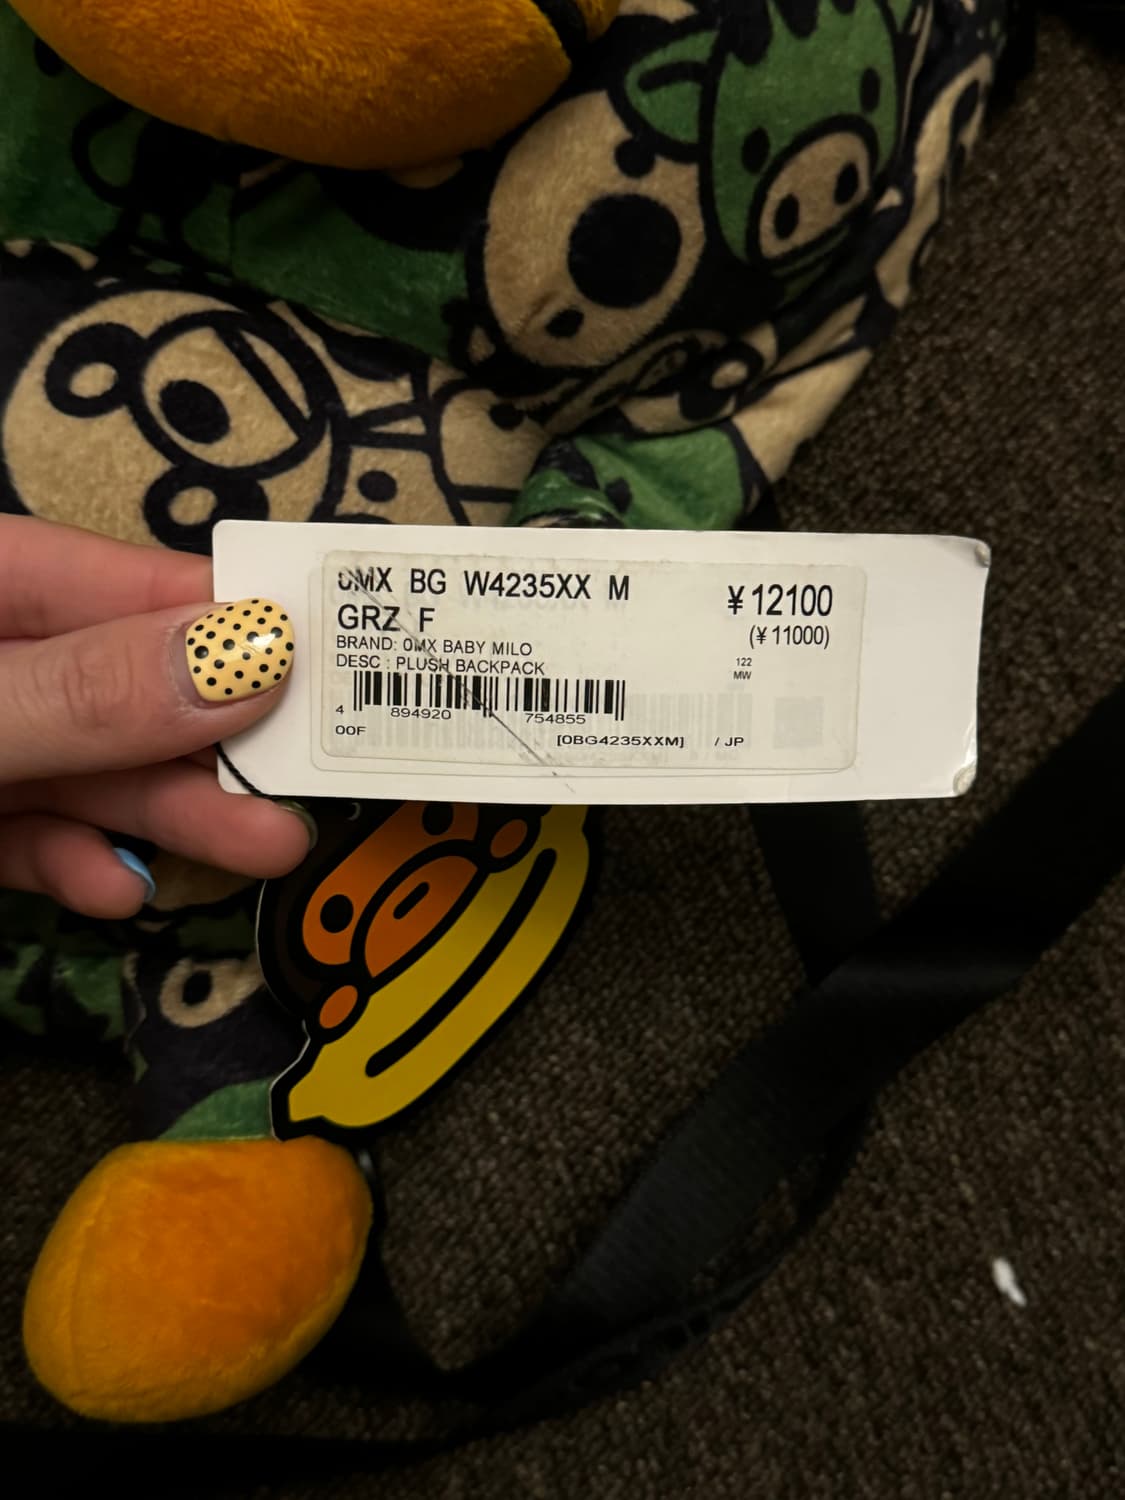 0MX BG W4235XX M
GRZ F
BRAND: 0MX BABY MILO
DESC : PLUSH BACKPACK
4 894920 754855
00F
[0BG4235XXM] / JP
¥12100
(¥11000)
122
MW